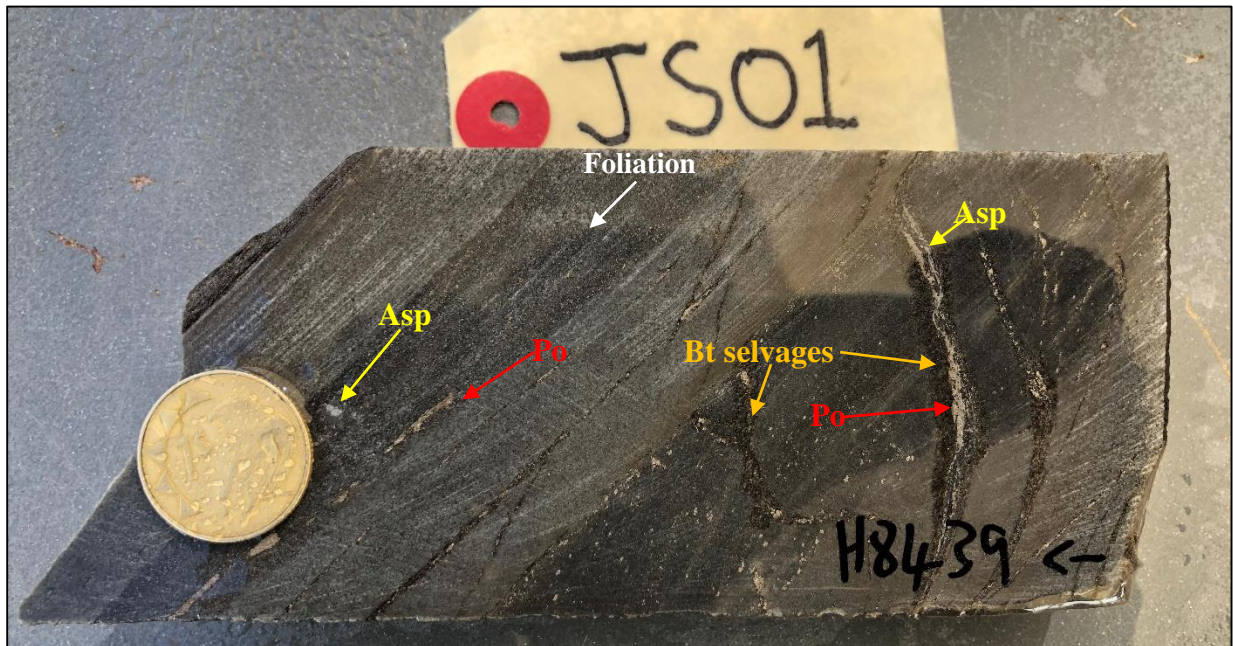 JS01
Foliation
Asp
Asp
Po
Bt selvages
Po
H8439 <-